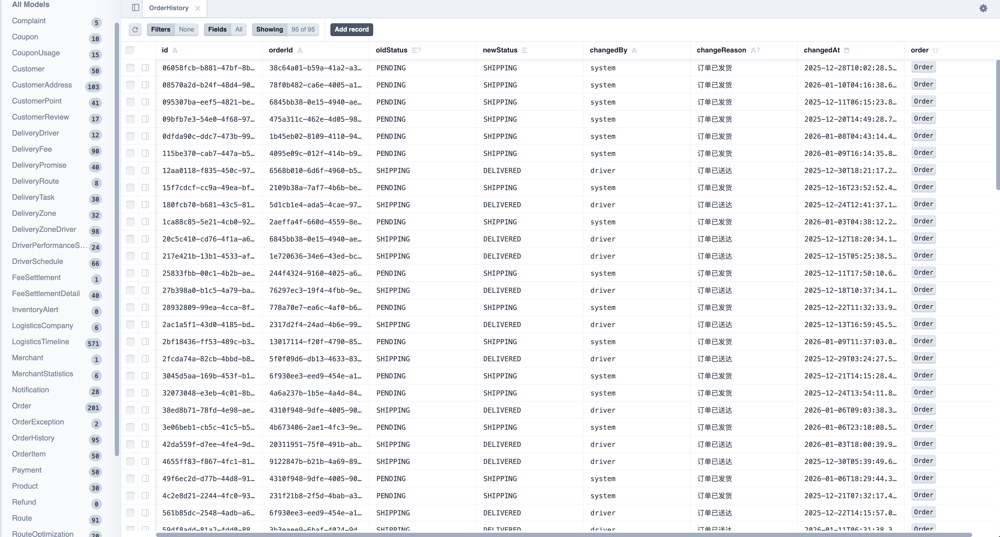 All Models
Complaint 5
Coupon 10
CouponUsage 15
Customer 50
CustomerAddress 103
CustomerPoint 41
CustomerReview 17
DeliveryDriver 12
DeliveryFee 90
DeliveryPromise 40
DeliveryRoute 8
DeliveryTask 30
DeliveryZone 32
DeliveryZoneDriver 98
DriverPerformanceS... 24
DriverSchedule 66
FeeSettlement 1
FeeSettlementDetail 40
InventoryAlert 0
LogisticsCompany 6
LogisticsTimeline 571
Merchant 1
MerchantStatistics 6
Notification 28
Order 201
OrderException 2
OrderHistory 95
OrderItem 50
Payment 50
Product 30
Refund 0
Route 91
RouteOptimization 20
OrderHistory
Filters None Fields All Showing 95 of 95 Add record
id A orderId A oldStatus ? newStatus changedBy A changeReason A? changedAt order {}
06058fcb-b881-47bf-8b… 38c64a01-b59a-41a2-a3… PENDING SHIPPING system 订单已发货 2025-12-28T10:02:28.5… Order
08570a2d-b24f-48d4-90… 78f0b482-ca6e-4005-a1… PENDING SHIPPING system 订单已发货 2026-01-10T04:16:38.6… Order
095307ba-eef5-4821-be… 6845bb38-0e15-4940-ae… PENDING SHIPPING system 订单已发货 2025-12-11T06:15:23.8… Order
09bfb7e3-54e0-4f68-97… 475a311c-462e-4d05-98… PENDING SHIPPING system 订单已发货 2025-12-20T14:49:28.7… Order
0dfda90c-ddc7-473b-99… 1b45eb02-8109-4110-94… PENDING SHIPPING system 订单已发货 2026-01-08T04:43:14.4… Order
115be370-cab7-447a-b5… 4095e09c-012f-414b-b9… PENDING SHIPPING system 订单已发货 2026-01-09T16:14:35.8… Order
12aa0118-f835-450c-97… 6568b010-6d6f-4960-b5… SHIPPING DELIVERED driver 订单已送达 2025-12-30T18:21:17.2… Order
15f7cdcf-cc9a-49ea-bf… 2109b38a-7af7-4b6b-be… PENDING SHIPPING system 订单已发货 2025-12-16T23:52:52.4… Order
180fcb70-b681-43c5-81… 5d1cb1e4-ada5-4cae-97… SHIPPING DELIVERED driver 订单已送达 2025-12-24T12:41:37.1… Order
1ca88c85-5e21-4cb0-92… 2aeffa4f-660d-4559-8e… PENDING SHIPPING system 订单已发货 2026-01-03T04:38:12.2… Order
20c5c410-cd76-4f1a-a6… 6845bb38-0e15-4940-ae… SHIPPING DELIVERED driver 订单已送达 2025-12-12T18:20:34.1… Order
217e421b-13b1-4533-af… 1e720636-34e6-43ed-bc… SHIPPING DELIVERED driver 订单已送达 2025-12-15T05:25:38.5… Order
25833fbb-00c1-4b2b-ae… 244f4324-9160-4025-a6… PENDING SHIPPING system 订单已发货 2025-12-11T17:50:10.6… Order
27b398a0-b1c5-4a79-ba… 76297ec3-19f4-4fbb-9e… SHIPPING DELIVERED driver 订单已送达 2025-12-18T10:37:34.1… Order
28932809-99ea-4cca-8f… 778a70e7-ea6c-4af0-b6… PENDING SHIPPING system 订单已发货 2025-12-22T11:32:33.9… Order
2ac1a5f1-43d0-4185-bd… 2317d2f4-24ad-4b6e-99… SHIPPING DELIVERED driver 订单已送达 2025-12-13T16:59:45.5… Order
2bf18436-ff53-489c-b3… 13017114-f20f-4790-85… PENDING SHIPPING system 订单已发货 2026-01-09T11:37:03.0… Order
2fcda74a-82cb-4bbd-b8… 5f0f09d6-db13-4633-83… SHIPPING DELIVERED driver 订单已送达 2025-12-29T03:24:27.5… Order
3045d5aa-169b-453f-b1… 6f930ee3-eed9-454e-a1… PENDING SHIPPING system 订单已发货 2025-12-21T14:15:28.4… Order
32073048-e3eb-4c01-8b… 4a6a237b-1b5e-4a4d-84… PENDING SHIPPING system 订单已发货 2025-12-24T13:54:11.8… Order
38ed8b71-78fd-4e98-ae… 4310f948-9dfe-4005-90… SHIPPING DELIVERED driver 订单已送达 2026-01-06T09:03:38.3… Order
3e06beb1-cb5c-41c5-b5… 4b673406-2ae1-4fc3-9e… PENDING SHIPPING system 订单已发货 2026-01-06T23:10:08.5… Order
42da559f-d7ee-4fe4-9d… 20311951-75f0-491b-ab… SHIPPING DELIVERED driver 订单已送达 2026-01-03T18:00:39.9… Order
4655ff83-f867-4fc1-81… 9122847b-b21b-4a69-89… SHIPPING DELIVERED driver 订单已送达 2025-12-30T05:39:49.6… Order
49f6ec2d-d77b-44d8-91… 4310f948-9dfe-4005-90… PENDING SHIPPING system 订单已发货 2026-01-06T18:29:44.3… Order
4c2e8d21-2244-4fc0-93… 231f21b8-2f5d-4bab-a3… PENDING SHIPPING system 订单已发货 2025-12-21T07:32:17.4… Order
561b85dc-2548-4adb-a6… 6f930ee3-eed9-454e-a1… SHIPPING DELIVERED driver 订单已送达 2025-12-22T14:15:57.0… Order
59df8add-81a2-4dd0-88 3b3eaee9-6baf-4024-9d SHIPPING DELIVERED driver 订单已送达 2026-01-11T06:31:38.3 Order